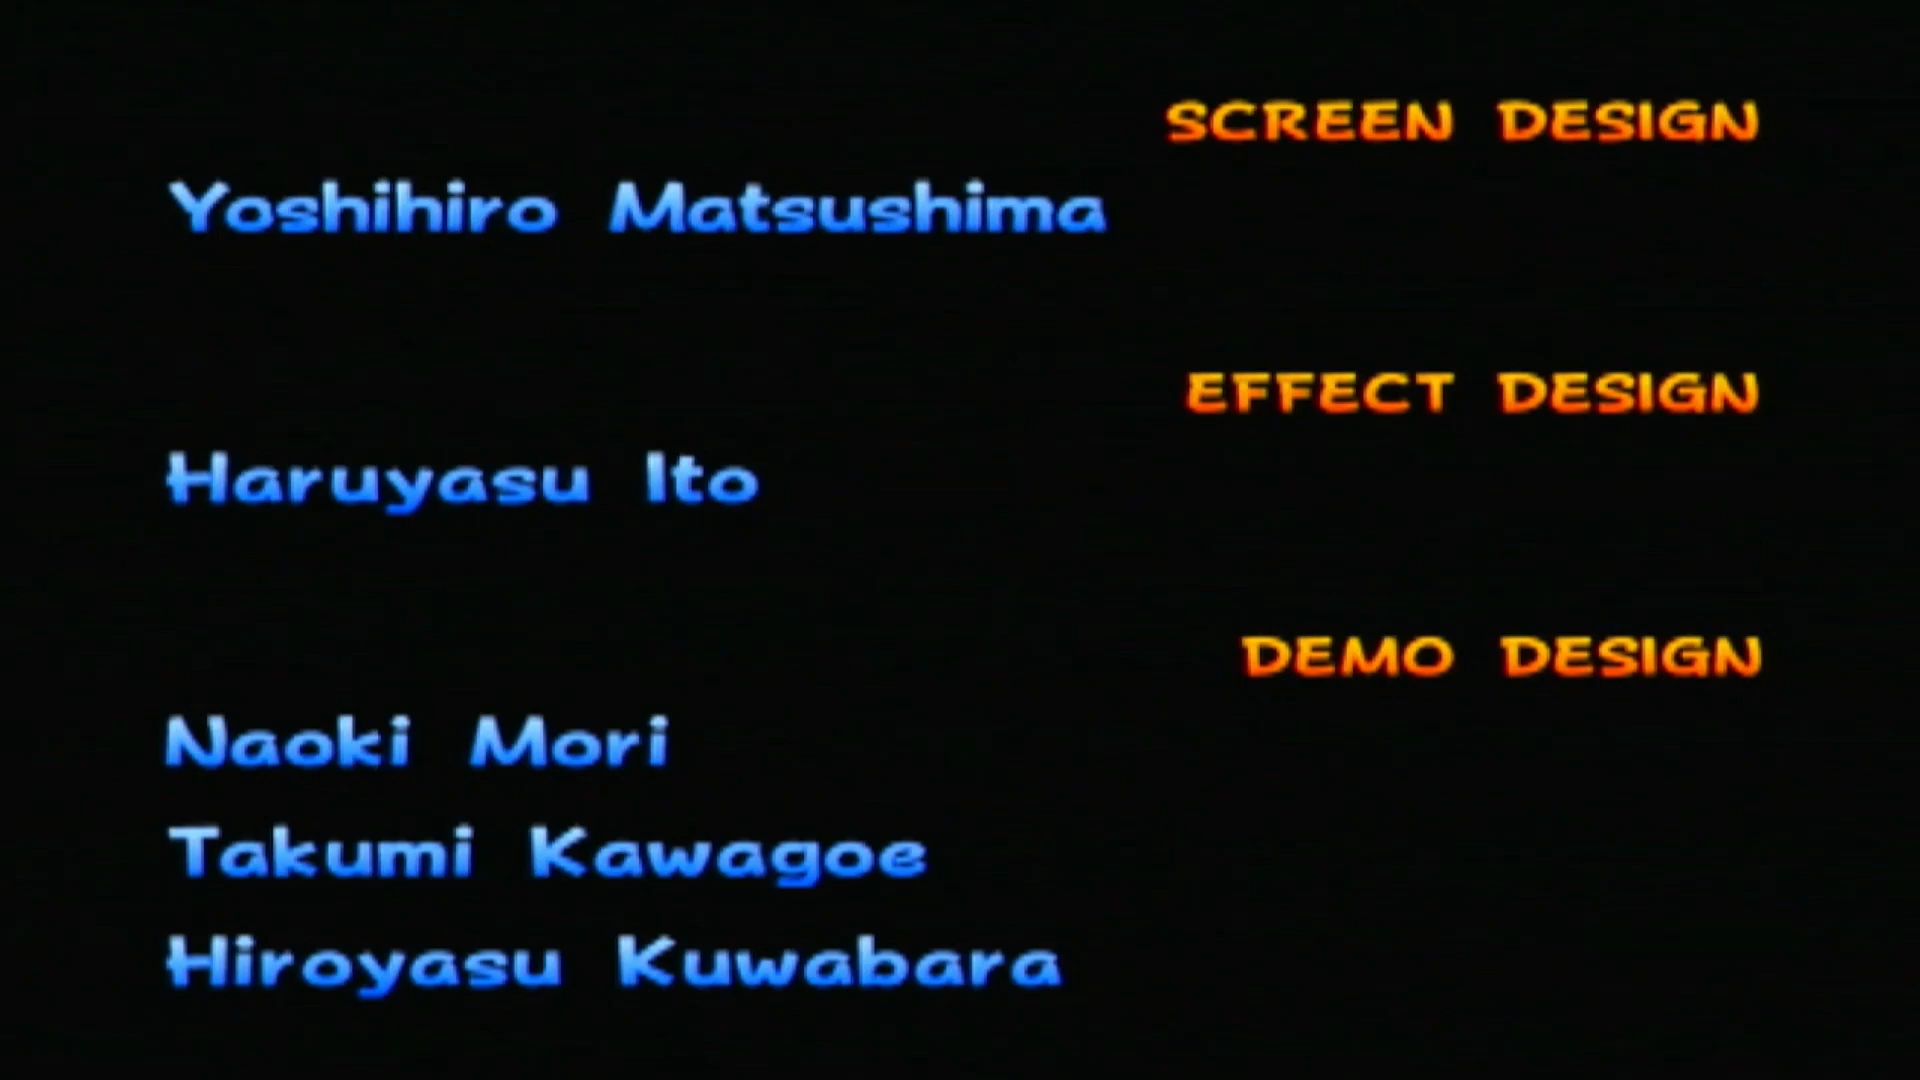 SCREEN DESIGN
Yoshihiro Matsushima
EFFECT DESIGN
Haruyasu Ito
DEMO DESIGN
Naoki Mori
Takumi Kawagoe
Hiroyasu Kuwabara